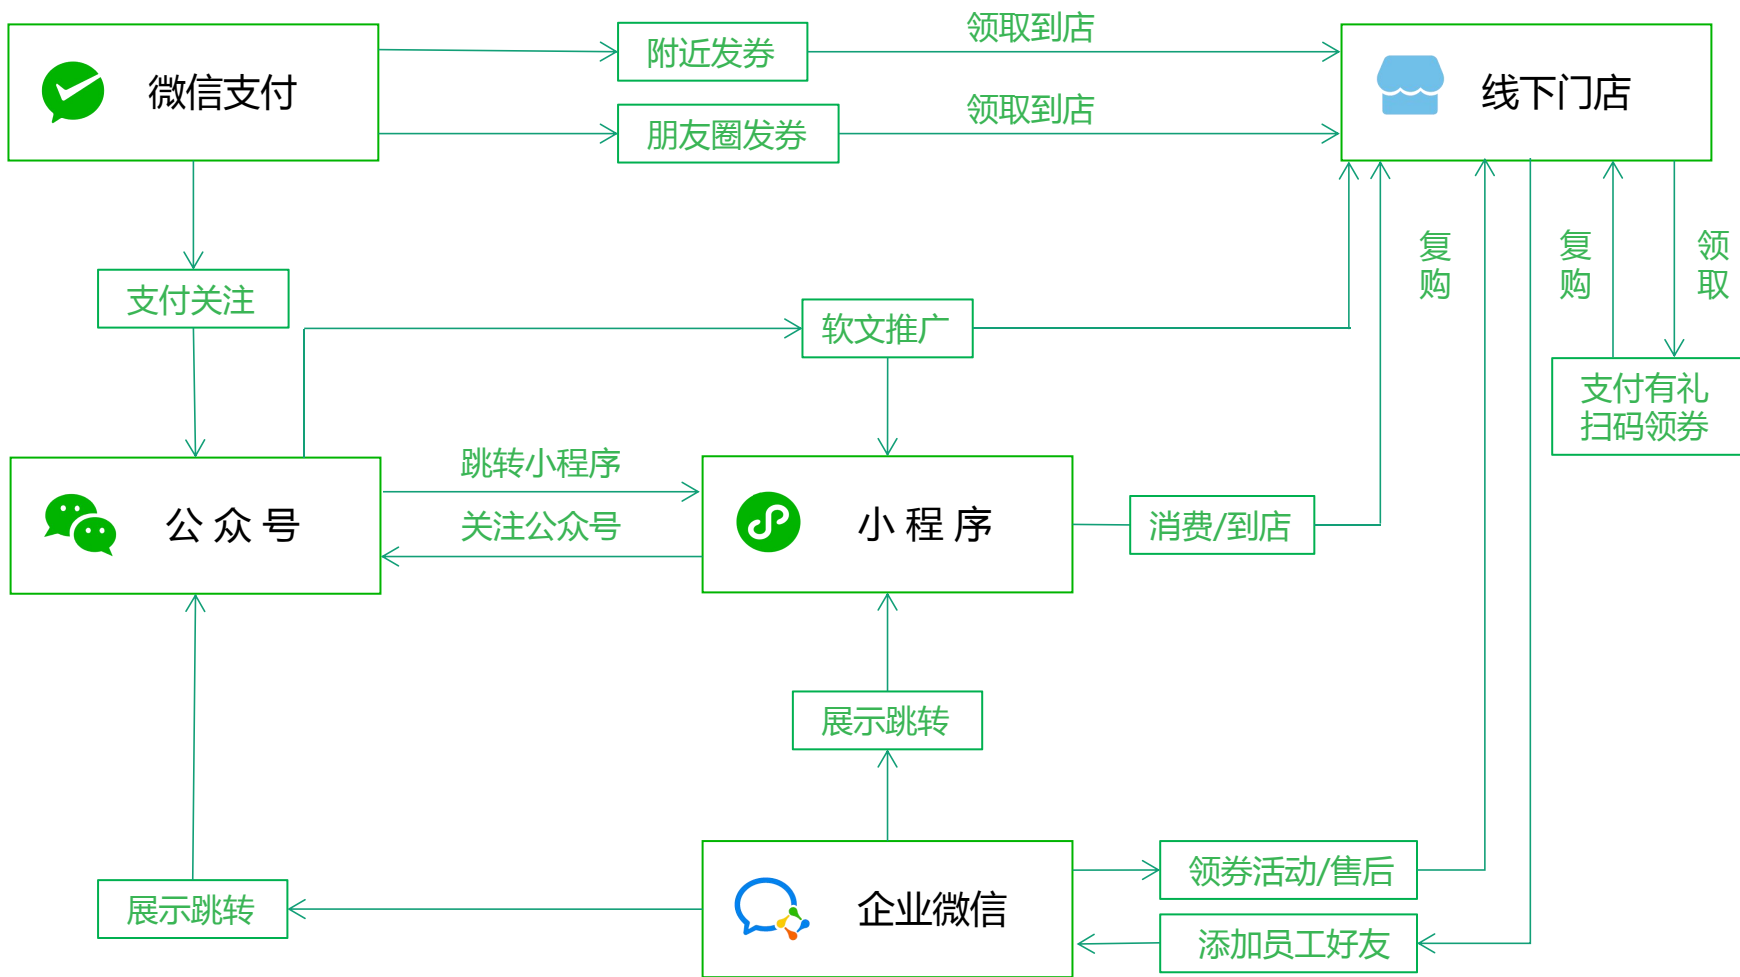 微信支付
附近发券
领取到店
线下门店
朋友圈发券
领取到店
支付关注
软文推广
复
购
复
购
领
取
支付有礼
扫码领券
公众号
跳转小程序
关注公众号
小程序
消费/到店
展示跳转
展示跳转
企业微信
领券活动/售后
添加员工好友